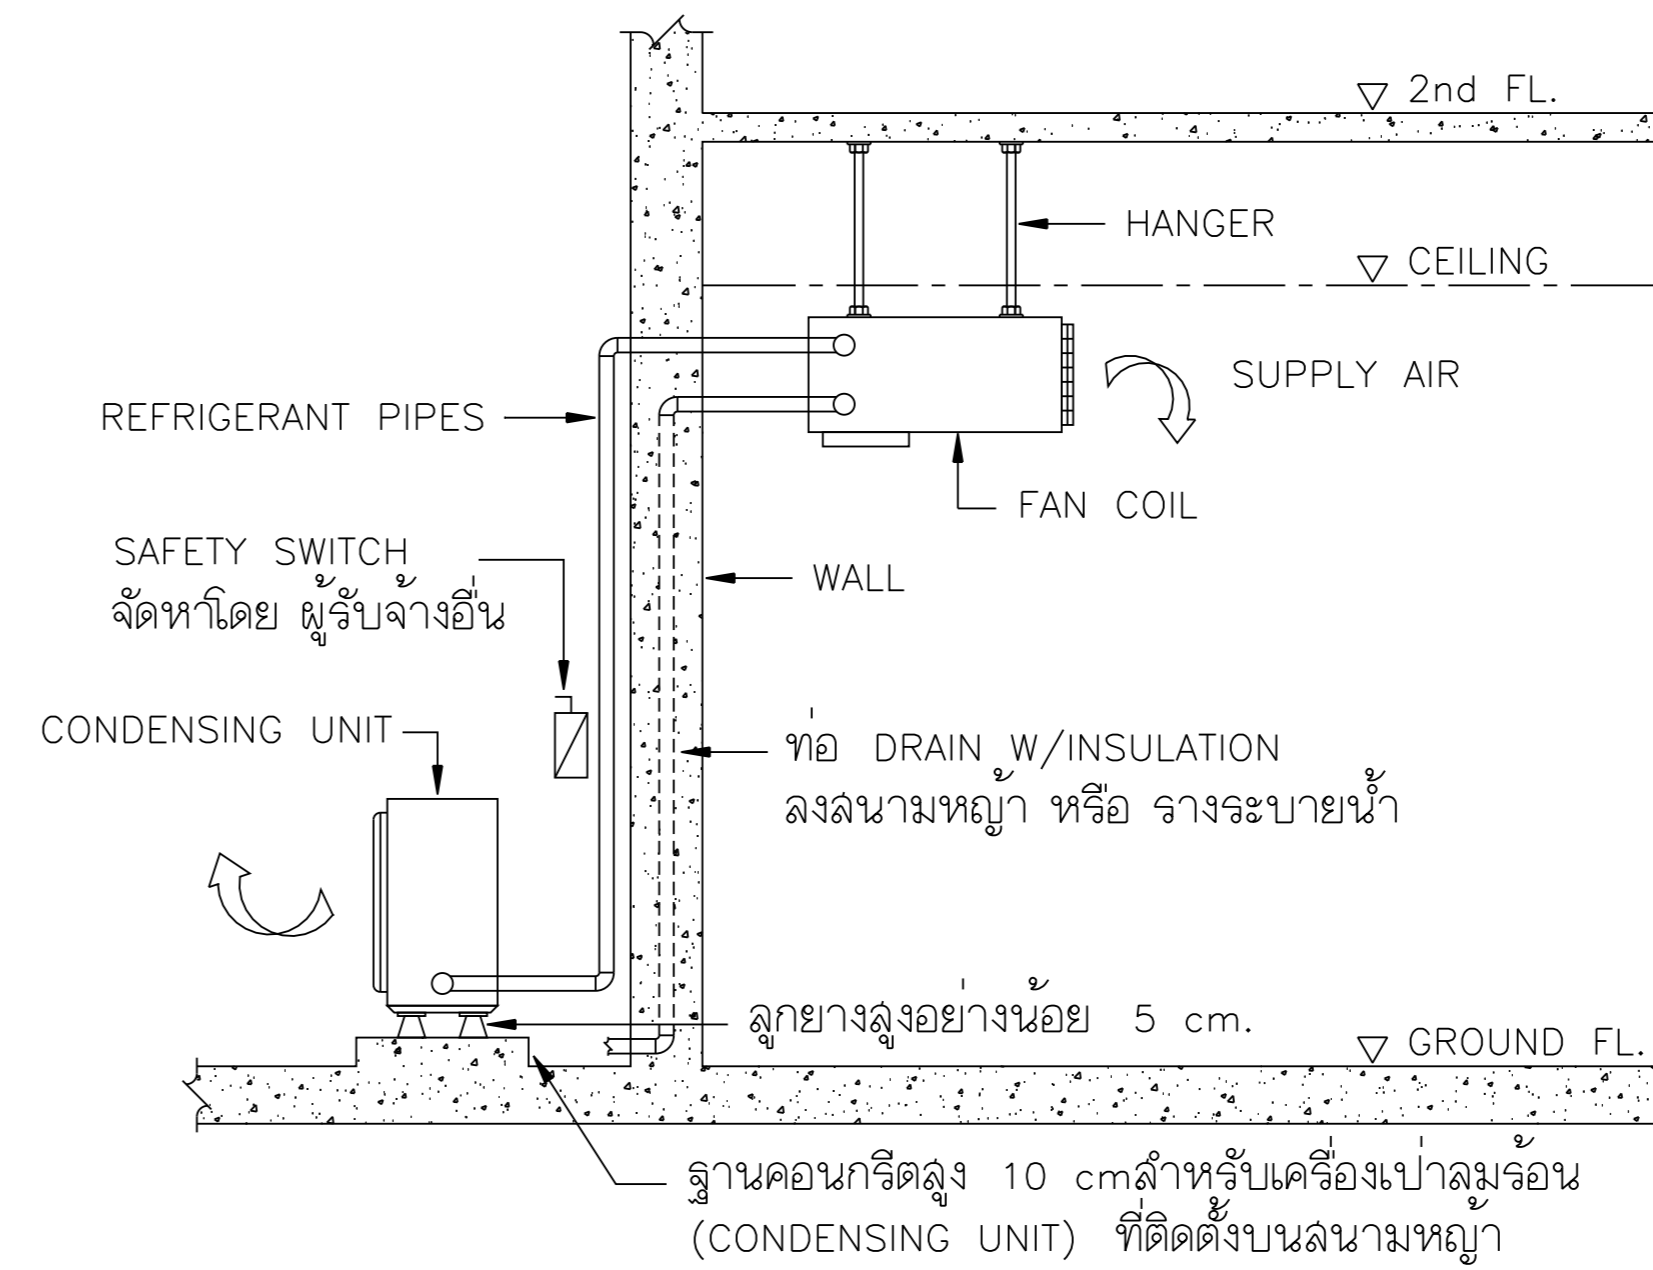 2nd FL.
HANGER
CEILING
SUPPLY AIR
REFRIGERANT PIPES
FAN COIL
SAFETY SWITCH
จัดหาโดย ผู้รับจ้างอื่น
WALL
CONDENSING UNIT
ท่อ DRAIN W/INSULATION
ลงสนามหญ้า หรือ รางระบายน้ำ
ลูกยางสูงอย่างน้อย 5 cm.
GROUND FL.
ฐานคอนกรีตสูง 10 cmสำหรับเครื่องเป่าลมร้อน
(CONDENSING UNIT) ที่ติดตั้งบนสนามหญ้า